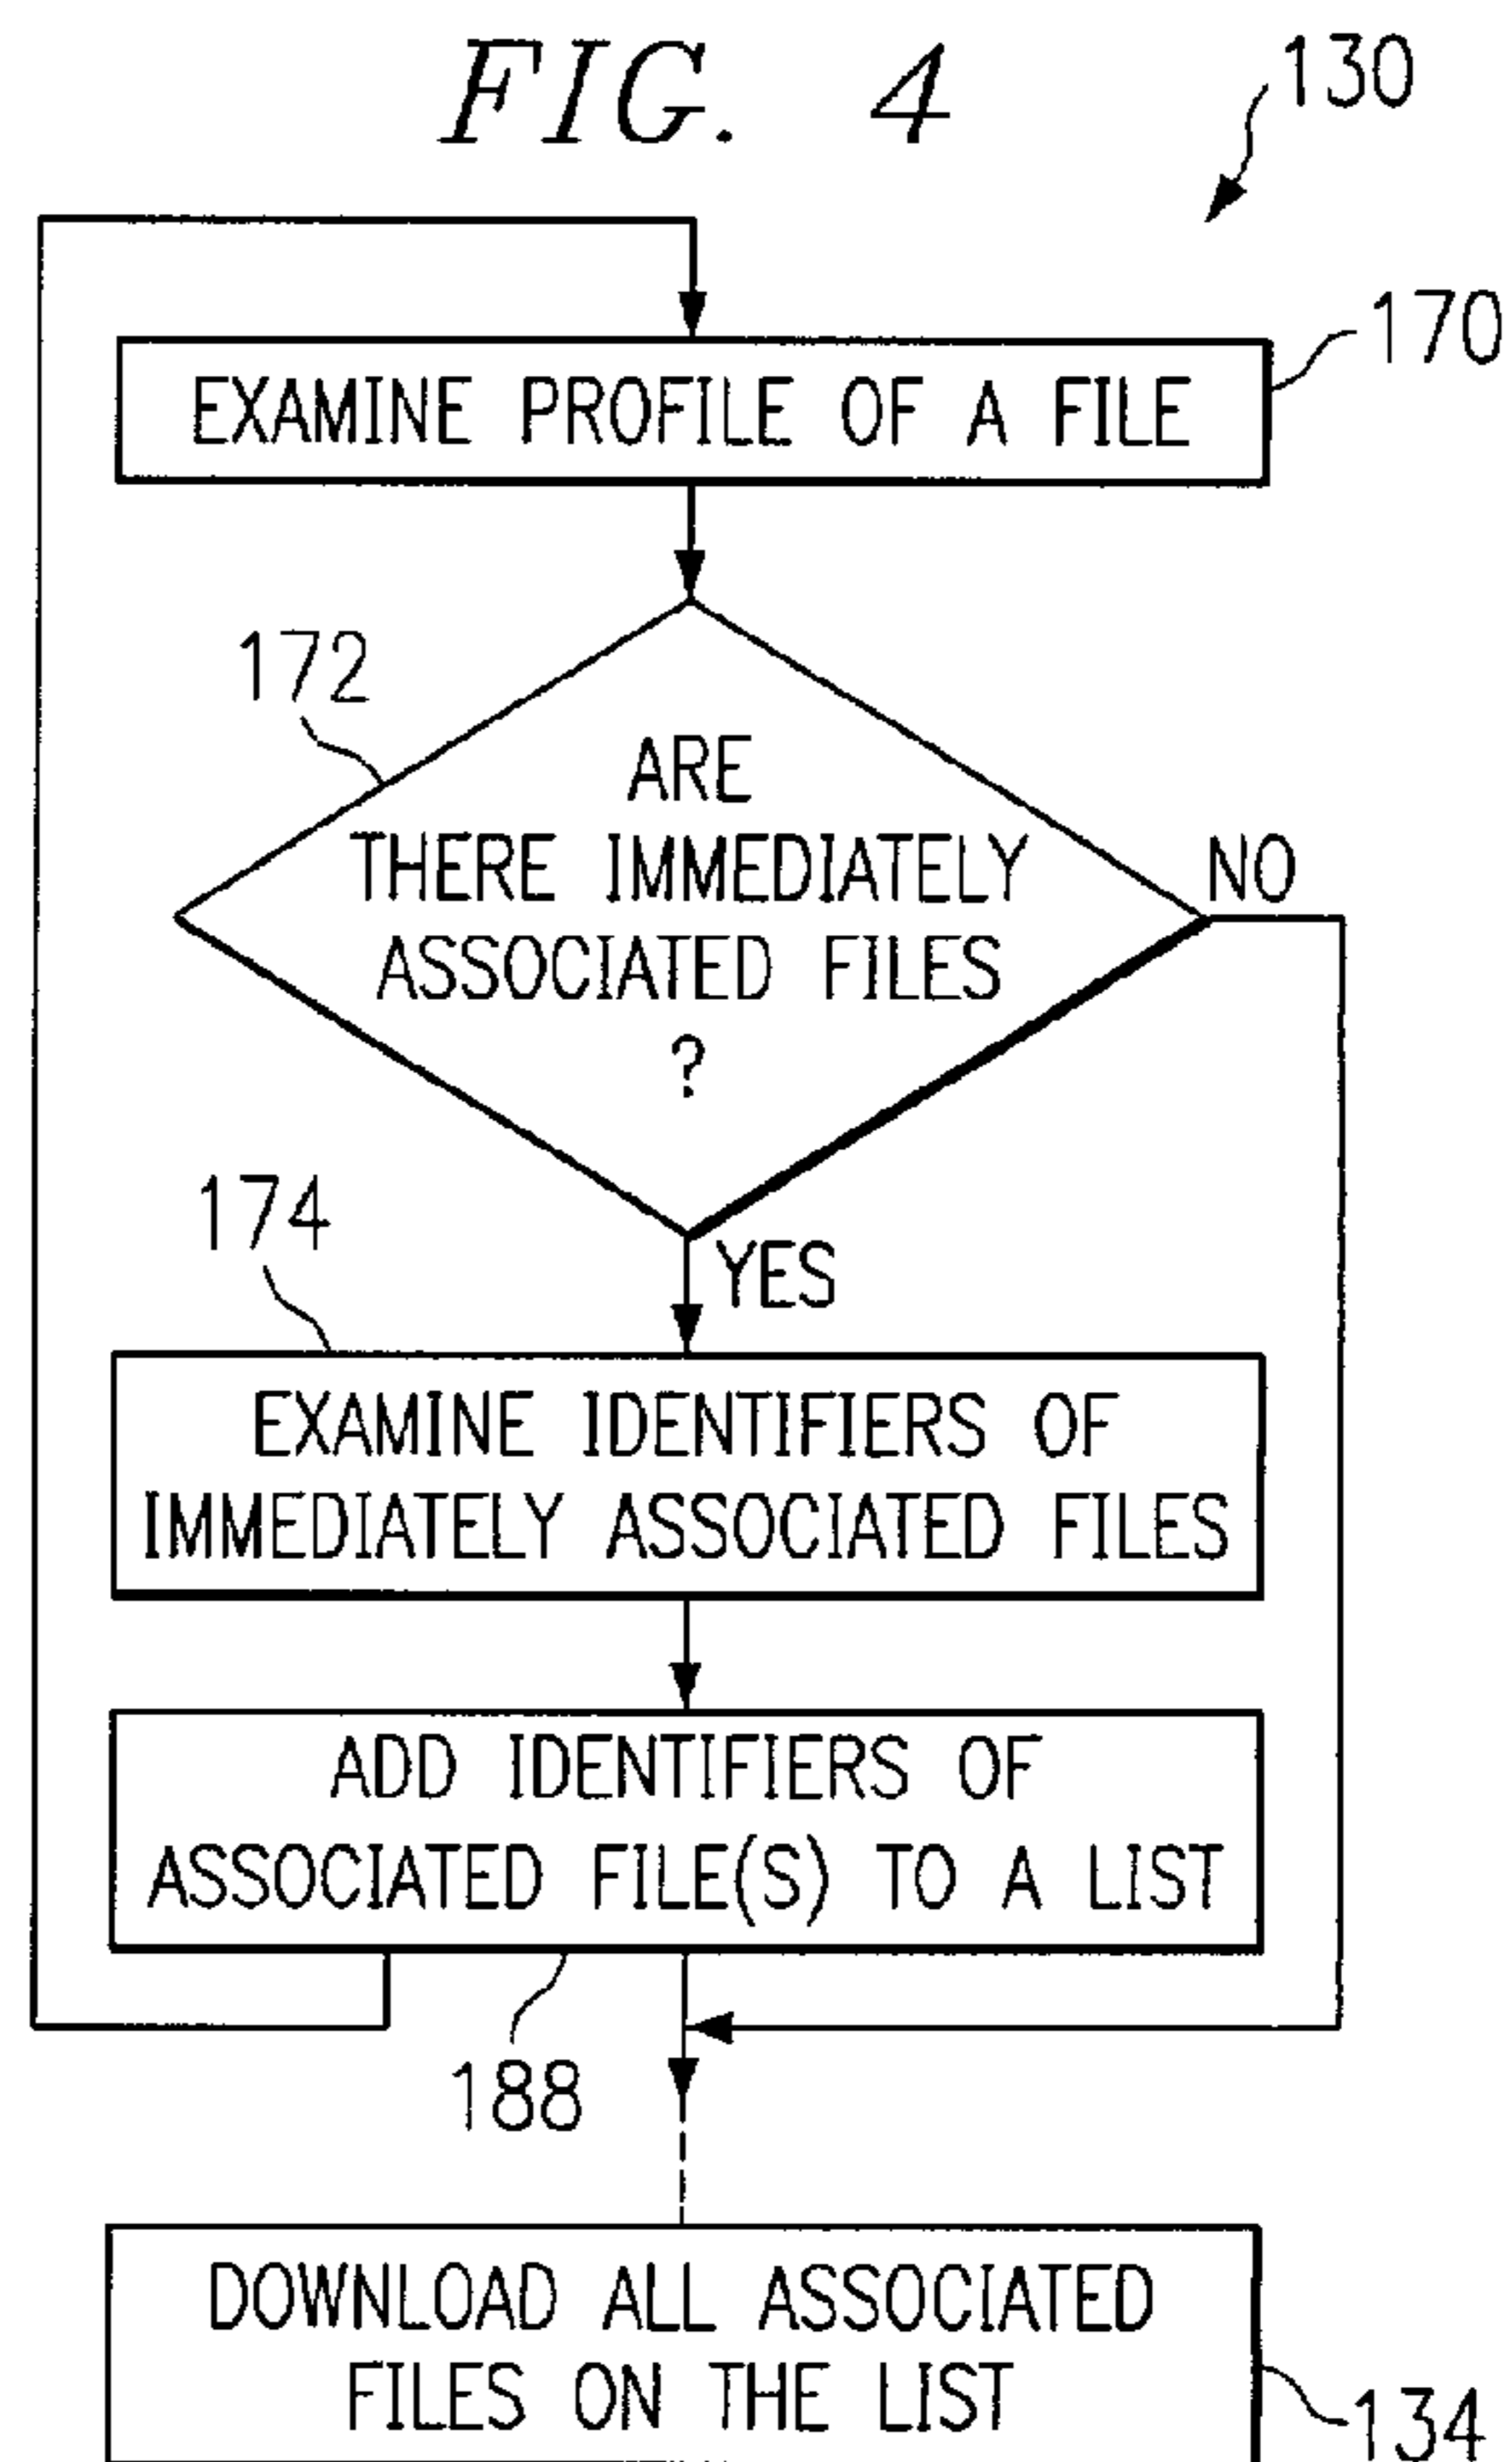 FIG. 4
130
EXAMINE PROFILE OF A FILE
170
172
ARE
THERE IMMEDIATELY
ASSOCIATED FILES
?
NO
YES
174
EXAMINE IDENTIFIERS OF
IMMEDIATELY ASSOCIATED FILES
ADD IDENTIFIERS OF
ASSOCIATED FILE(S) TO A LIST
188
DOWNLOAD ALL ASSOCIATED
FILES ON THE LIST
134